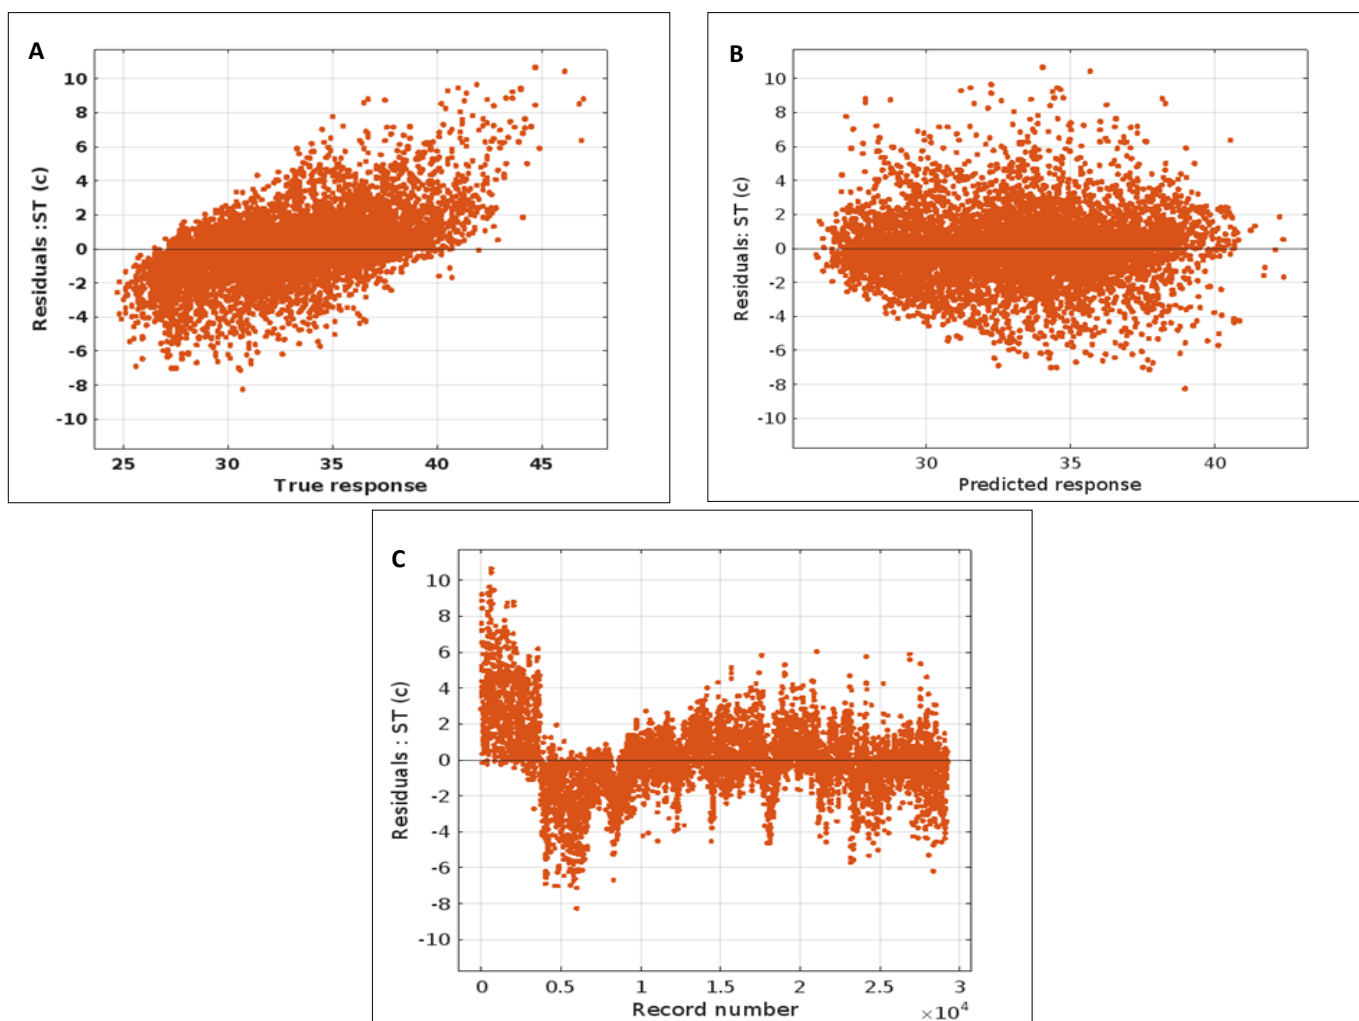 A
10
8
6
4
2
0
-2
-4
-6
-8
-10
Residuals :ST (c)
25 30 35 40 45
True response
B
10
8
6
4
2
0
-2
-4
-6
-8
-10
Residuals: ST (c)
30 35 40
Predicted response
C
10
8
6
4
2
0
-2
-4
-6
-8
-10
Residuals : ST (c)
0 0.5 1 1.5 2 2.5 3
Record number
×10⁴